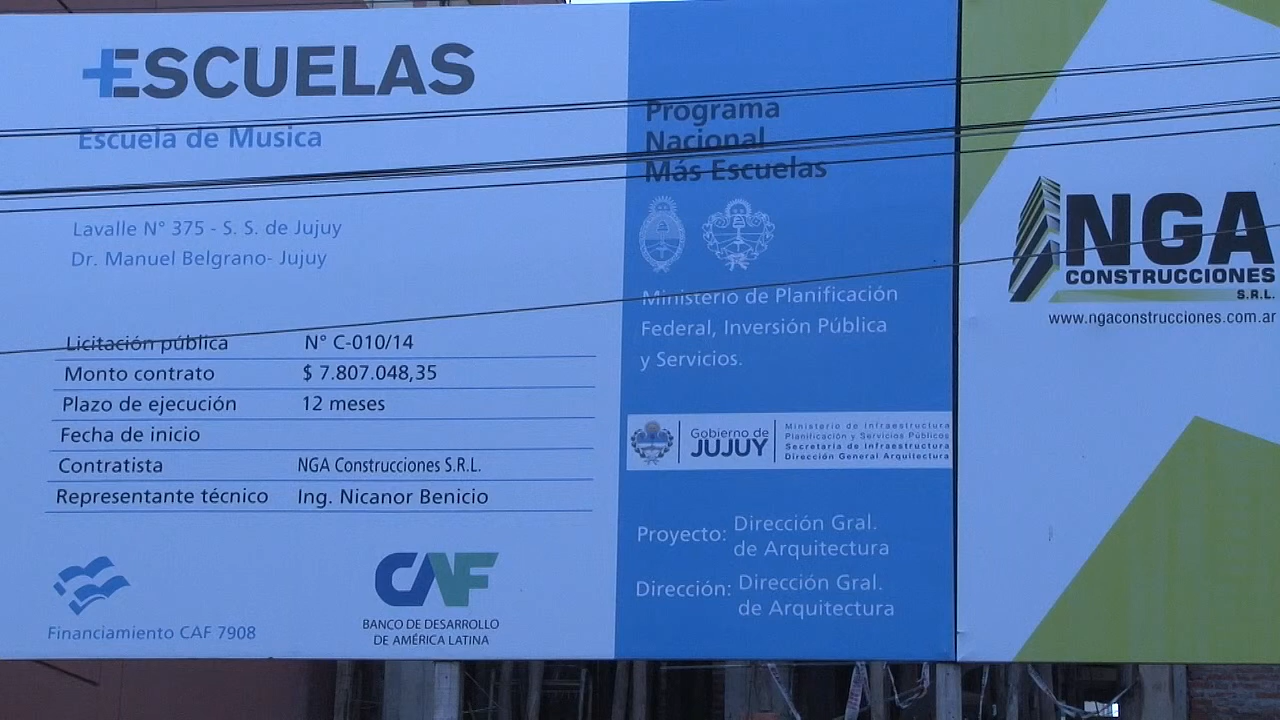 +ESCUELAS
Escuela de Musica
Lavalle N° 375 - S. S. de Jujuy
Dr. Manuel Belgrano- Jujuy
Licitación pública N° C-010/14
Monto contrato $ 7.807.048,35
Plazo de ejecución 12 meses
Fecha de inicio
Contratista NGA Construcciones S.R.L.
Representante técnico Ing. Nicanor Benicio
Financiamiento CAF 7908
CAF
BANCO DE DESARROLLO
DE AMÉRICA LATINA
Programa
Nacional
Más Escuelas
Ministerio de Planificación
Federal, Inversión Pública
y Servicios.
Gobierno de
JUJUY
Ministerio de Infraestructura
Planificación y Servicios Públicos
Secretaria de Infraestructura
Dirección General Arquitectura
Proyecto: Dirección Gral.
de Arquitectura
Dirección: Dirección Gral.
de Arquitectura
NGA
CONSTRUCCIONES
S.R.L.
www.ngaconstrucciones.com.ar